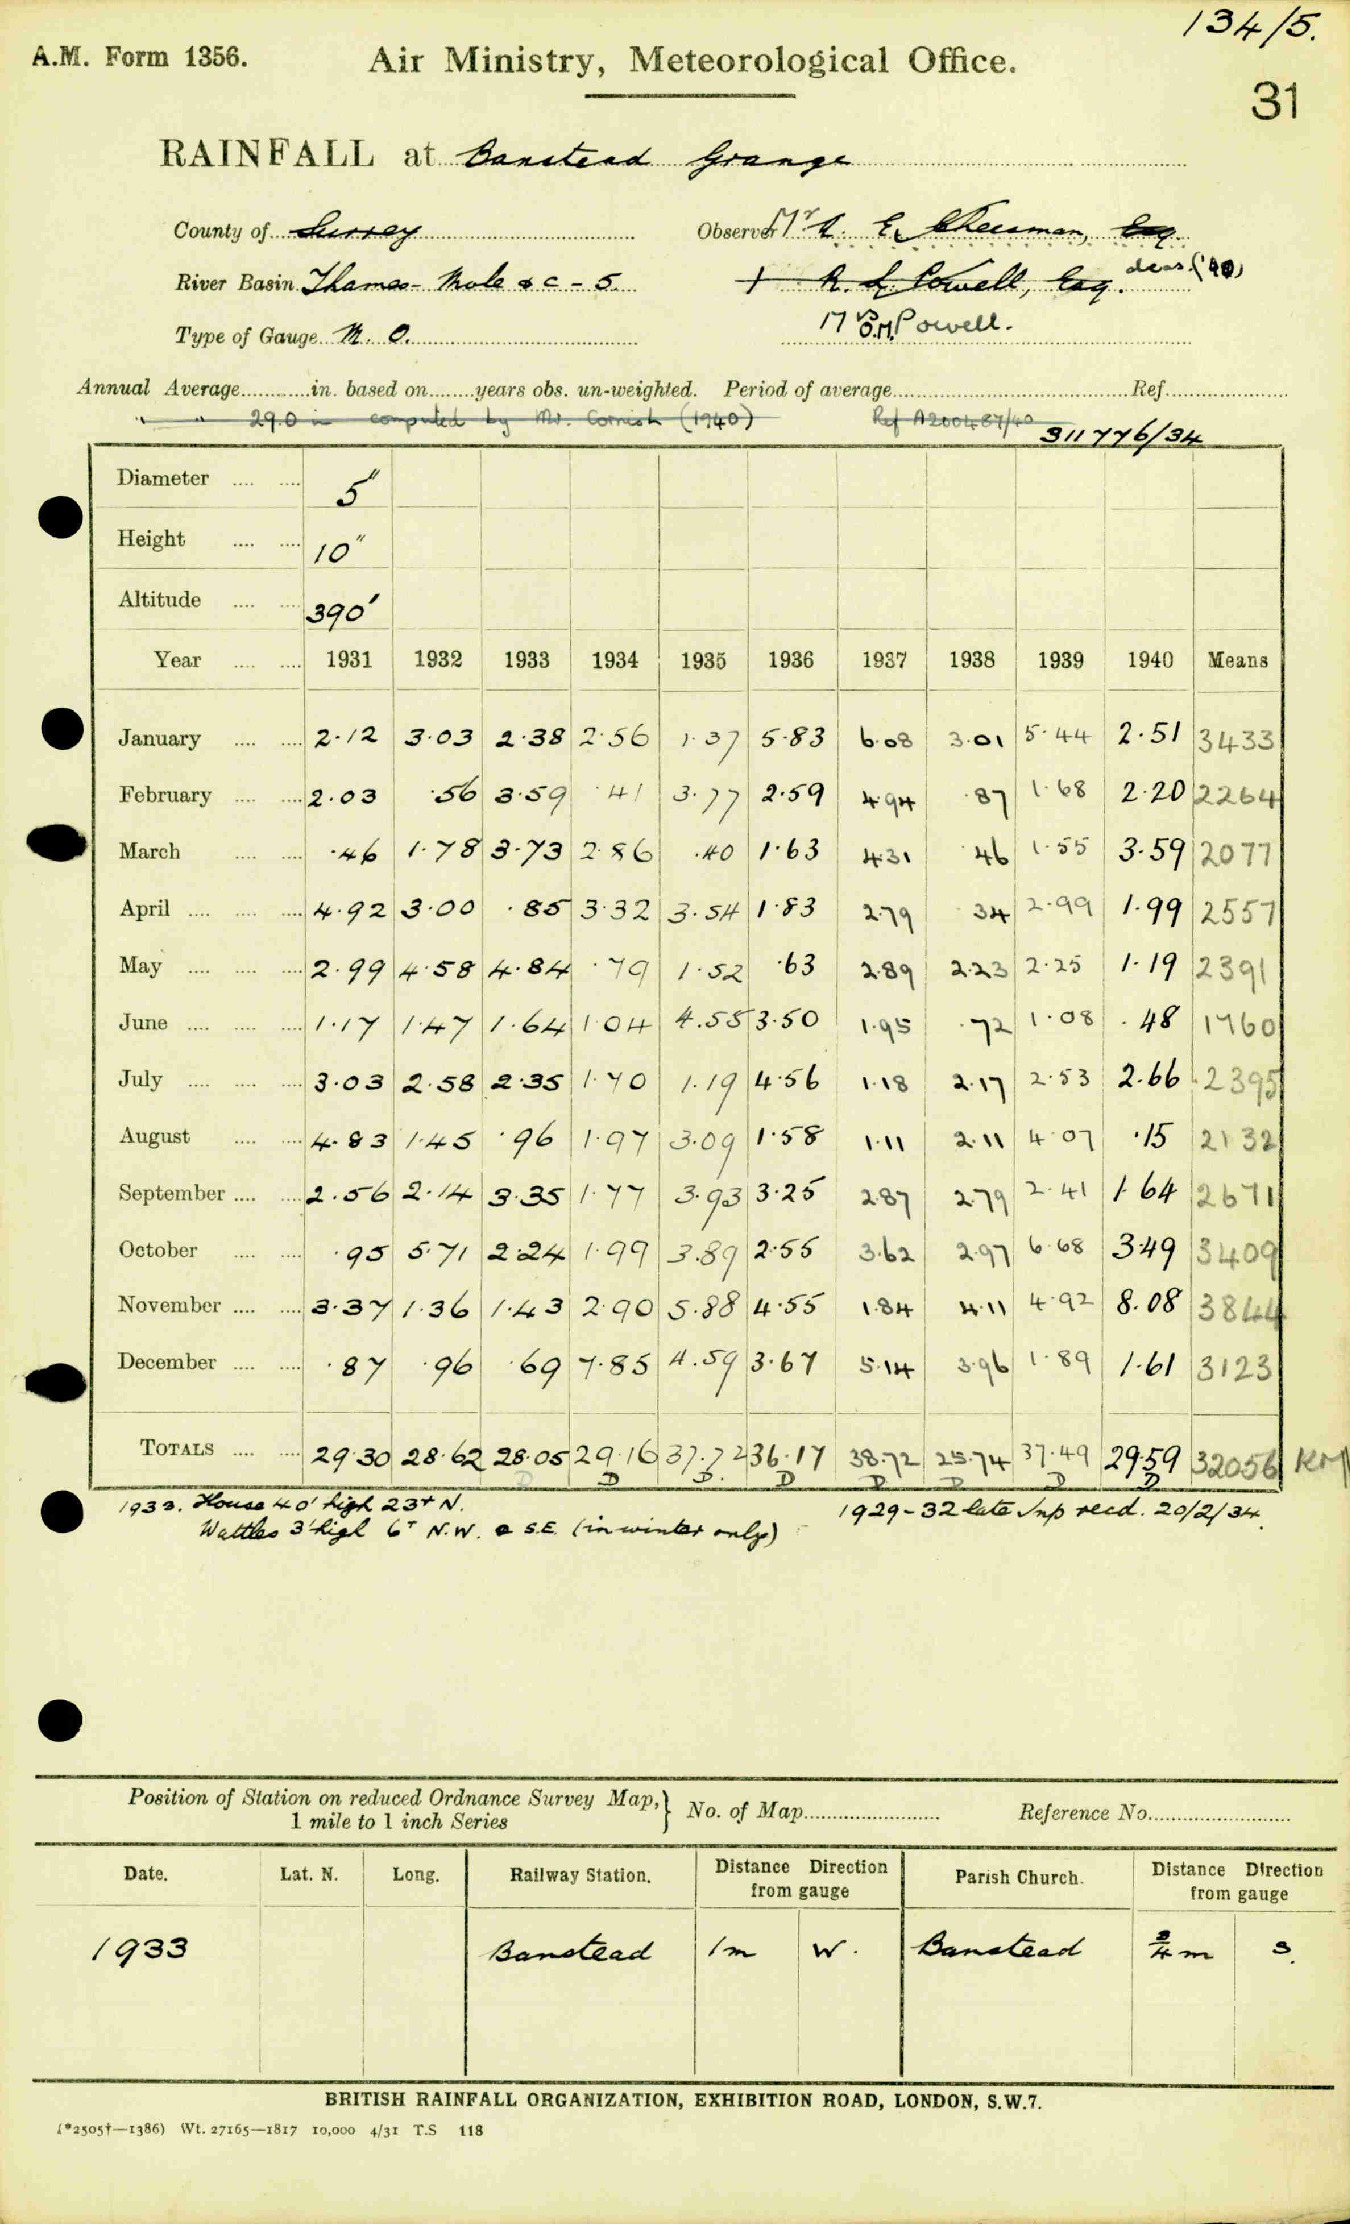 134/5.
A.M. Form 1356. Air Ministry, Meteorological Office.
31
RAINFALL at Banstead Grange
County of Surrey Observer Mr A. E. Cheesman, Esq.
River Basin Thames - Mole & C - 5. R. L. Powell, Esq. deas. ('40)
Type of Gauge M. O. Mrs O.M. Powell.
Annual Average............in. based on........years obs. un-weighted. Period of average................Ref................
" " 29.0 in computed by Mr. Cornish (1940) Ref A200487/40
311776/34
Diameter .... .... 5"
Height .... .... 10"
Altitude .... .... 390'
Year .... .... 1931 1932 1933 1934 1935 1936 1937 1938 1939 1940 Means
January .... .... 2.12 3.03 2.38 2.56 1.37 5.83 6.08 3.01 5.44 2.51 3433
February .... .... 2.03 .56 3.59 .41 3.77 2.59 4.94 .87 1.68 2.20 2264
March .... .... .46 1.78 3.73 2.86 .40 1.63 4.31 .46 1.55 3.59 2077
April .... .... .... 4.92 3.00 .85 3.32 3.54 1.83 2.79 .34 2.99 1.99 2557
May .... .... .... 2.99 4.58 4.84 .79 1.52 .63 2.89 2.23 2.25 1.19 2391
June .... .... .... 1.17 1.47 1.64 1.04 4.55 3.50 1.95 .72 1.08 .48 1760
July .... .... .... 3.03 2.58 2.35 1.70 1.19 4.56 1.18 2.17 2.53 2.66 2395
August .... .... 4.83 1.45 .96 1.97 3.09 1.58 1.11 2.11 4.07 .15 2132
September .... .... 2.56 2.14 3.35 1.77 3.93 3.25 2.87 2.79 2.41 1.64 2671
October .... .... .95 5.71 2.24 1.99 3.89 2.55 3.62 2.97 6.68 3.49 3409
November .... .... 3.37 1.36 1.43 2.90 5.88 4.55 1.84 4.11 4.92 8.08 3844
December .... .... .87 .96 .69 7.85 4.59 3.67 5.14 3.96 1.89 1.61 3123
TOTALS .... .... 29.30 28.62 28.05 29.16 37.72 36.17 38.72 25.74 37.49 29.59 32056 KM
D D D. D D D D D
1933. House 40' high 23+ N. 1929-32 late Inp recd. 20/2/34.
Wattles 3' high 6+ N.W. & S.E. (in winter only)
Position of Station on reduced Ordnance Survey Map,} No. of Map........................ Reference No.........................
1 mile to 1 inch Series
Date. Lat. N. Long. Railway Station. Distance Direction from gauge Parish Church. Distance Direction from gauge
1933 Banstead 1m W. Banstead 3/4 m S.
BRITISH RAINFALL ORGANIZATION, EXHIBITION ROAD, LONDON, S.W.7.
(*2505†—1386) Wt. 27165—1817 10,000 4/31 T.S 118